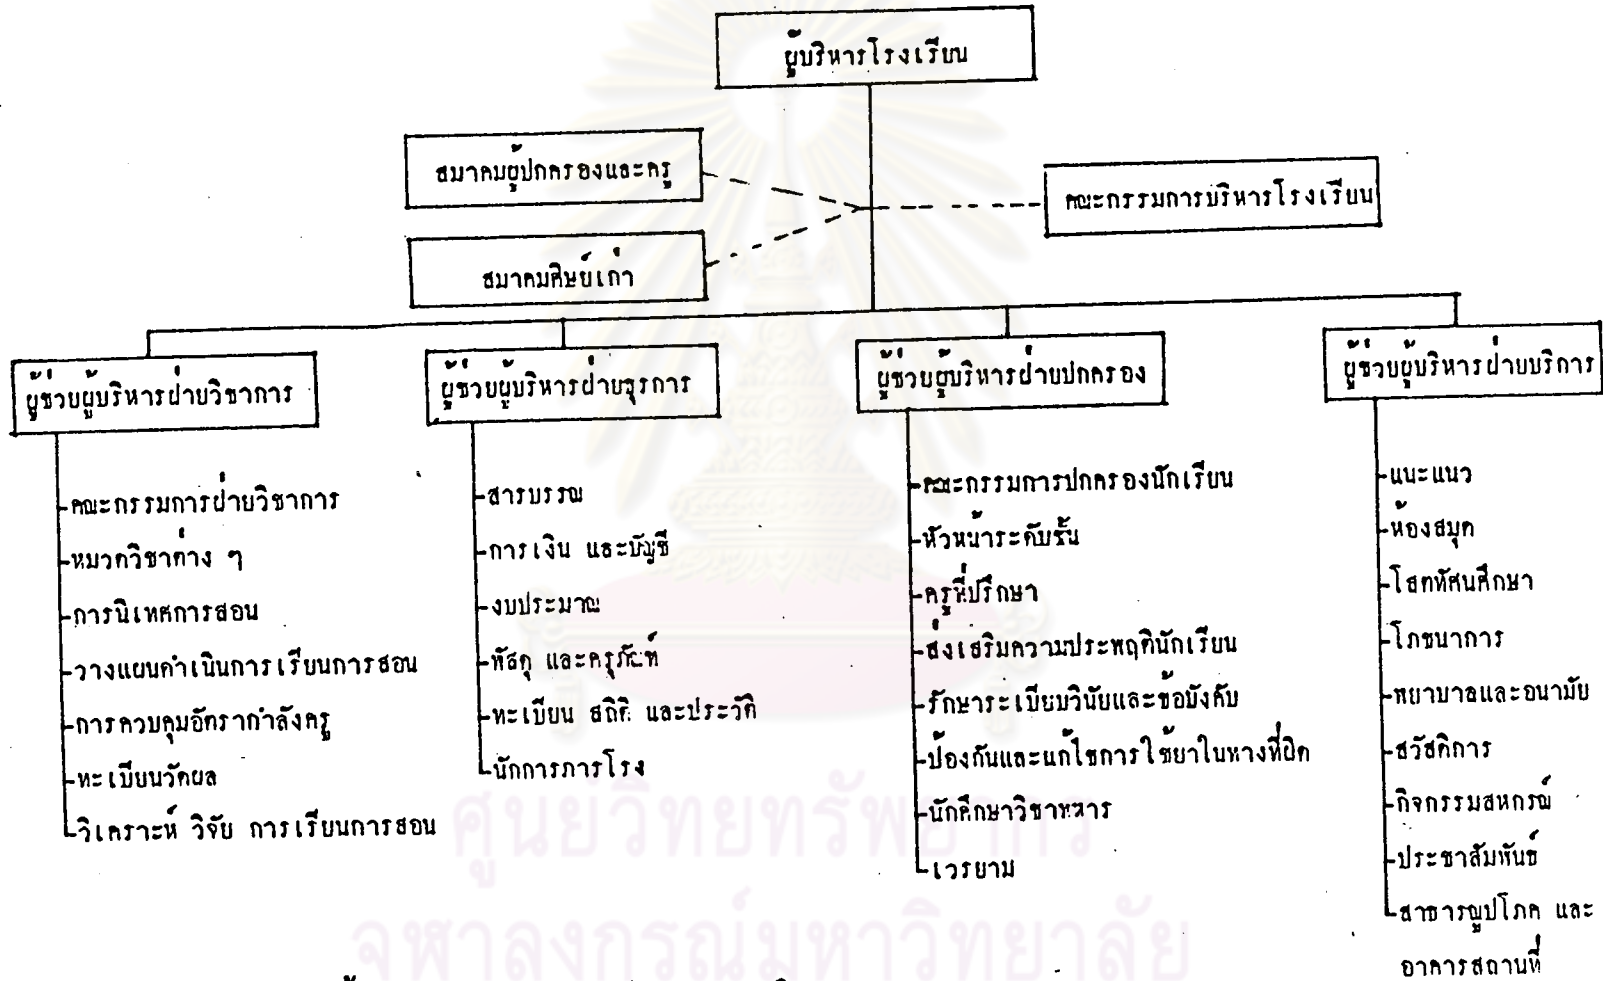 ผู้บริหารโรงเรียน
สมาคมผู้ปกครองและครู
คณะกรรมการบริหารโรงเรียน
สมาคมศิษย์เก่า
ผู้ช่วยผู้บริหารฝ่ายวิชาการ
คณะกรรมการฝ่ายวิชาการ
หมวดวิชาต่าง ๆ
การนิเทศการสอน
วางแผนดำเนินการเรียนการสอน
การควบคุมอัตรากำลังครู
ทะเบียนวัดผล
วิเคราะห์ วิจัย การเรียนการสอน
ผู้ช่วยผู้บริหารฝ่ายธุรการ
สารบรรณ
การเงิน และบัญชี
งบประมาณ
พัสดุ และครุภัณฑ์
ทะเบียน สถิติ และประวัติ
นักการภารโรง
ผู้ช่วยผู้บริหารฝ่ายปกครอง
คณะกรรมการปกครองนักเรียน
หัวหน้าระดับชั้น
ครูที่ปรึกษา
ส่งเสริมความประพฤตินักเรียน
รักษาระเบียบวินัยและข้อบังคับ
ป้องกันและแก้ไขการใช้ยาในทางที่ผิด
นักศึกษาวิชาทหาร
เวรยาม
ผู้ช่วยผู้บริหารฝ่ายบริการ
แนะแนว
ห้องสมุด
โสตทัศนศึกษา
โภชนาการ
พยาบาลและอนามัย
สวัสดิการ
กิจกรรมสหกรณ์
ประชาสัมพันธ์
สาธารณูปโภค และ
อาคารสถานที่
ศูนย์วิทยทรัพยากร
จุฬาลงกรณ์มหาวิทยาลัย